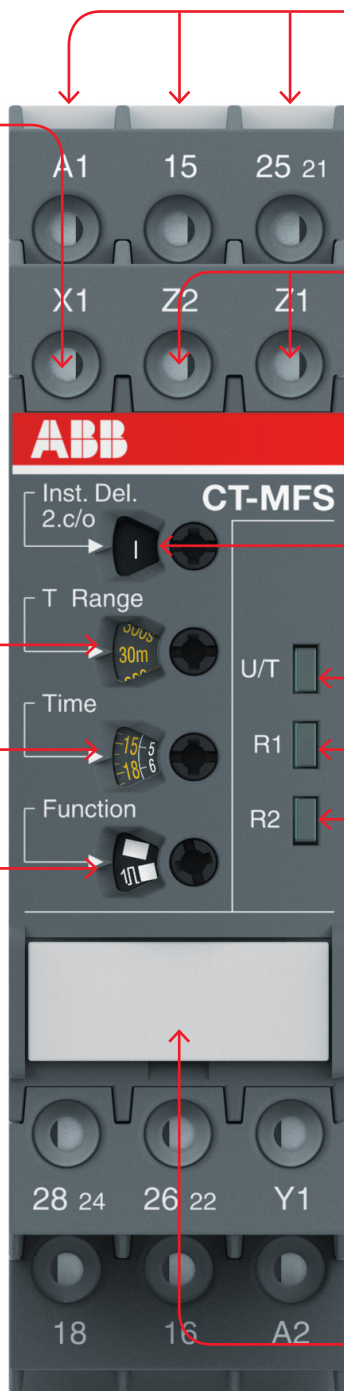 A1 15 25 21
X1 Z2 Z1
ABB
Inst. Del.
2.c/o
CT-MFS
I
T Range
300s
30m
U/T
Time
15 5
18 6
R1
Function
R2
28 24 26 22 Y1
18 16 A2